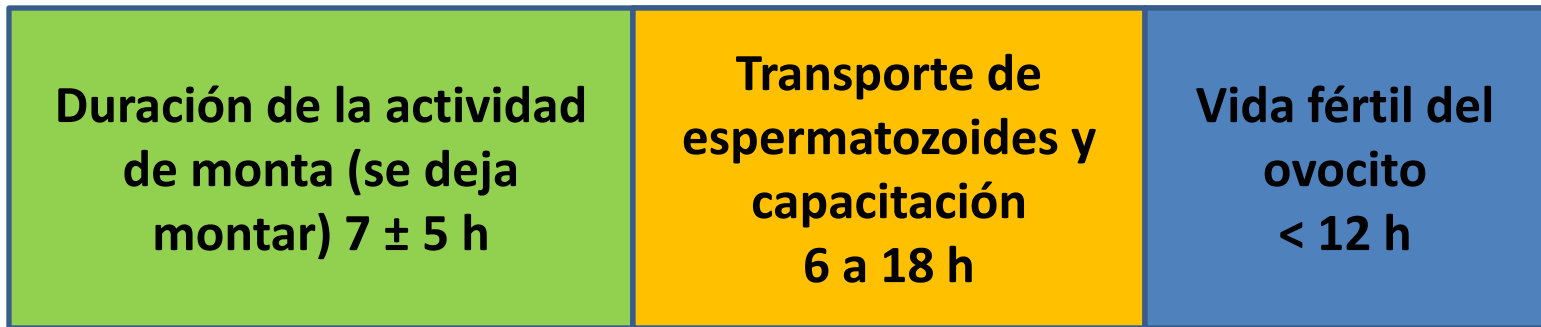 Duración de la actividad
de monta (se deja
montar) 7 ± 5 h
Transporte de
espermatozoides y
capacitación
6 a 18 h
Vida fértil del
ovocito
< 12 h